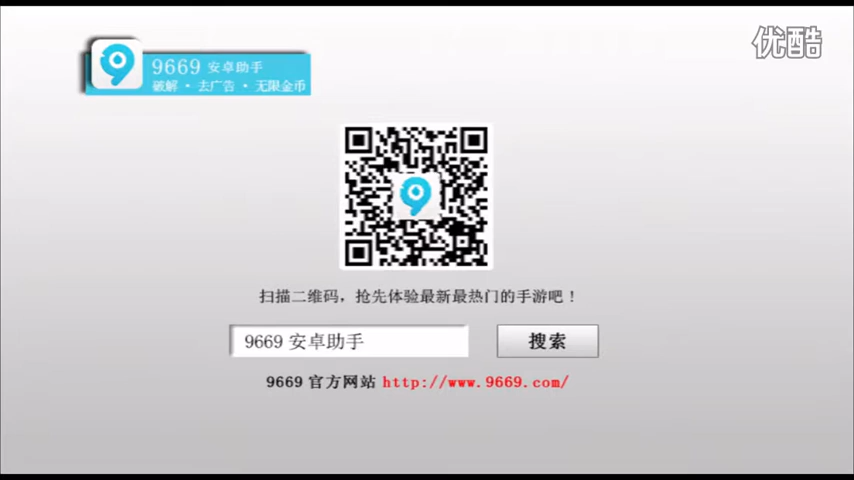 优酷
9669 安卓助手
破解·去广告·无限金币
扫描二维码，抢先体验最新最热门的手游吧！
9669 安卓助手
搜索
9669 官方网站 http://www.9669.com/